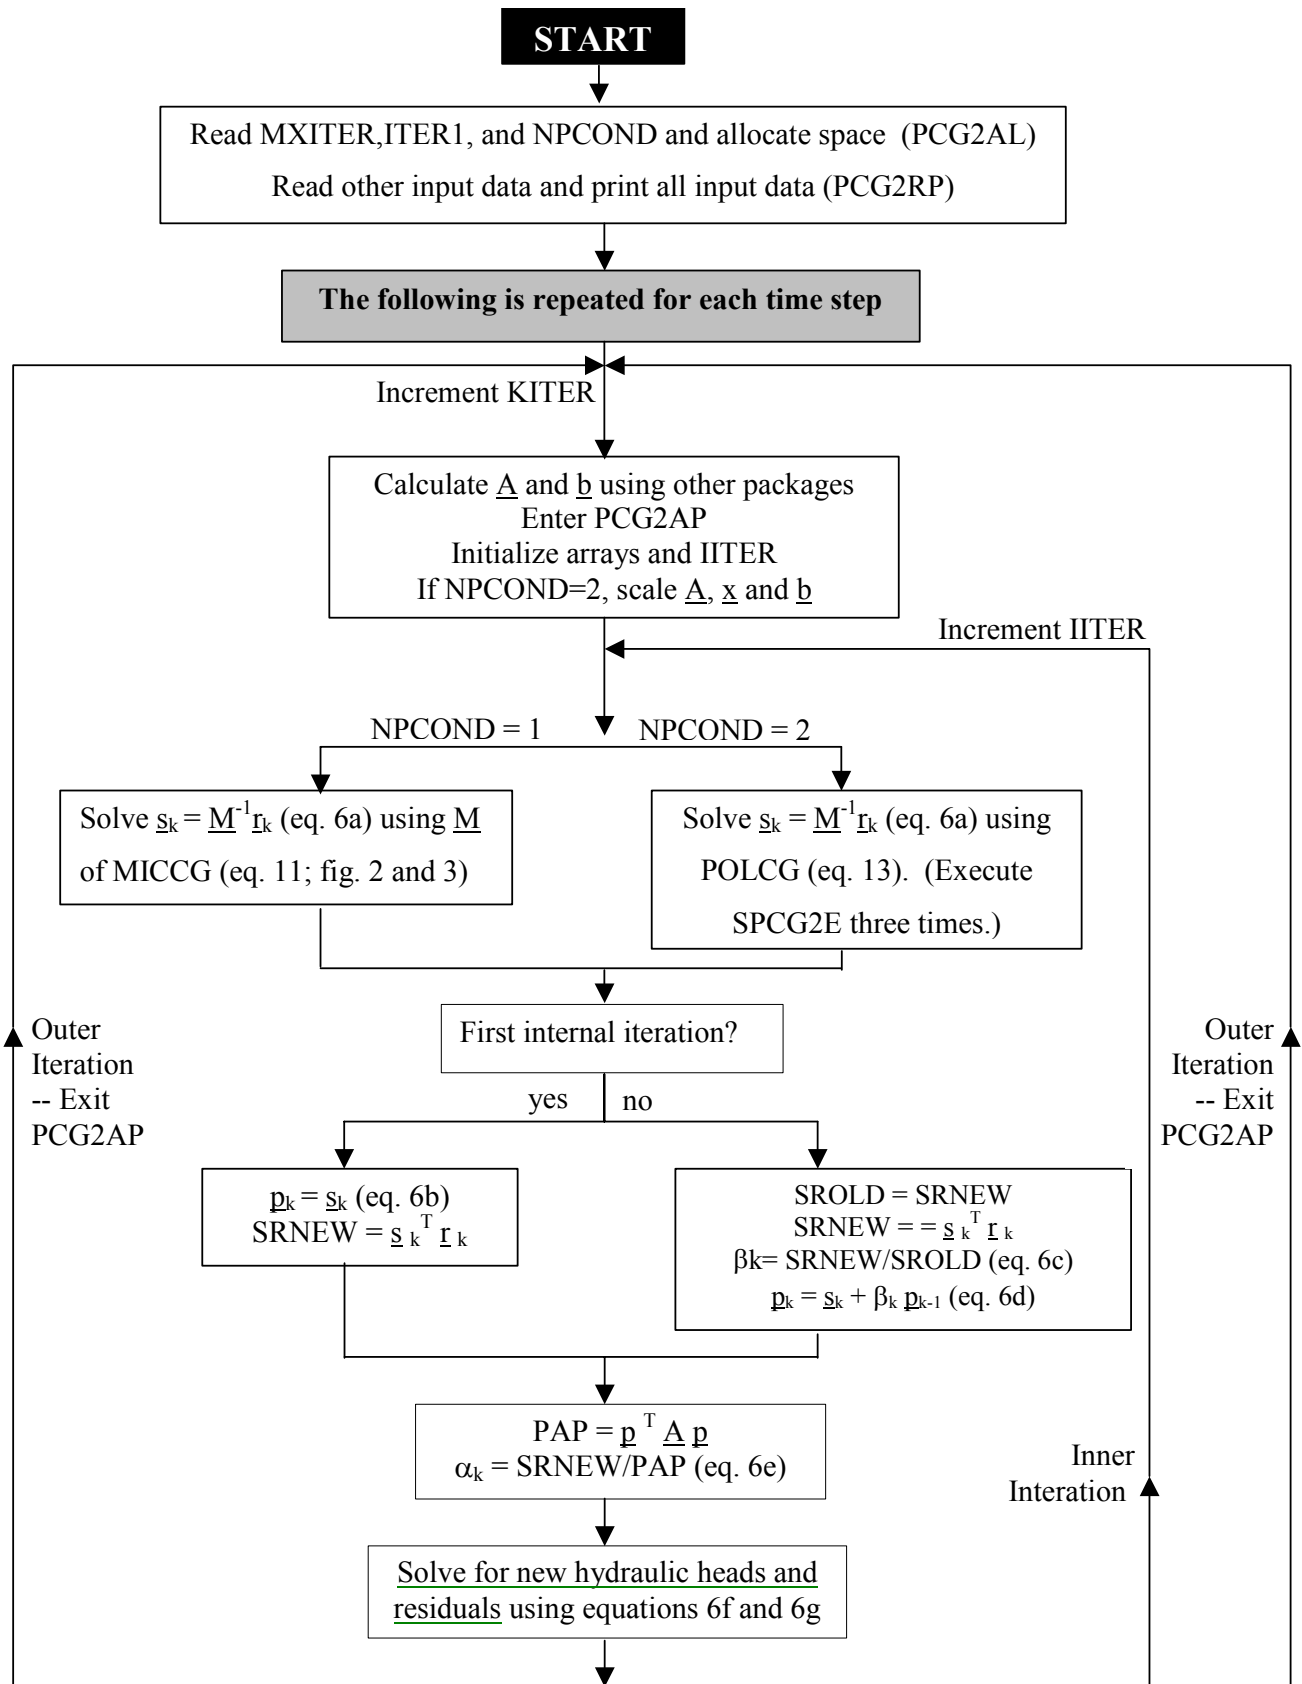 START
Read MXITER,ITER1, and NPCOND and allocate space (PCG2AL)
Read other input data and print all input data (PCG2RP)
The following is repeated for each time step
Increment KITER
Calculate A and b using other packages
Enter PCG2AP
Initialize arrays and IITER
If NPCOND=2, scale A, x and b
Increment IITER
NPCOND = 1
NPCOND = 2
Solve sk = M-1rk (eq. 6a) using M
of MICCG (eq. 11; fig. 2 and 3)
Solve sk = M-1rk (eq. 6a) using
POLCG (eq. 13). (Execute
SPCG2E three times.)
First internal iteration?
Outer
Iteration
-- Exit
PCG2AP
Outer
Iteration
-- Exit
PCG2AP
yes
no
pk = sk (eq. 6b)
SRNEW = s k T r k
SROLD = SRNEW
SRNEW = = s k T r k
βk= SRNEW/SROLD (eq. 6c)
pk = sk + βk pk-1 (eq. 6d)
PAP = p T A p
αk = SRNEW/PAP (eq. 6e)
Inner
Interation
Solve for new hydraulic heads and
residuals using equations 6f and 6g